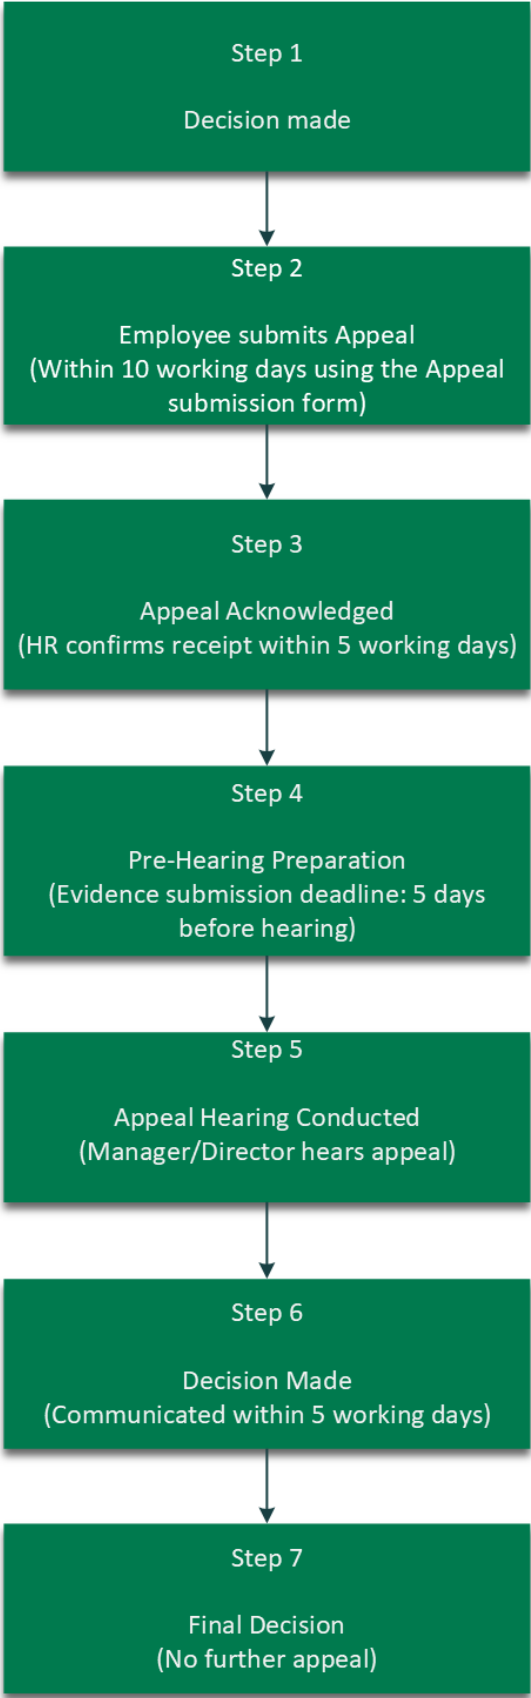 Step 1
Decision made
Step 2
Employee submits Appeal
(Within 10 working days using the Appeal
submission form)
Step 3
Appeal Acknowledged
(HR confirms receipt within 5 working days)
Step 4
Pre-Hearing Preparation
(Evidence submission deadline: 5 days
before hearing)
Step 5
Appeal Hearing Conducted
(Manager/Director hears appeal)
Step 6
Decision Made
(Communicated within 5 working days)
Step 7
Final Decision
(No further appeal)